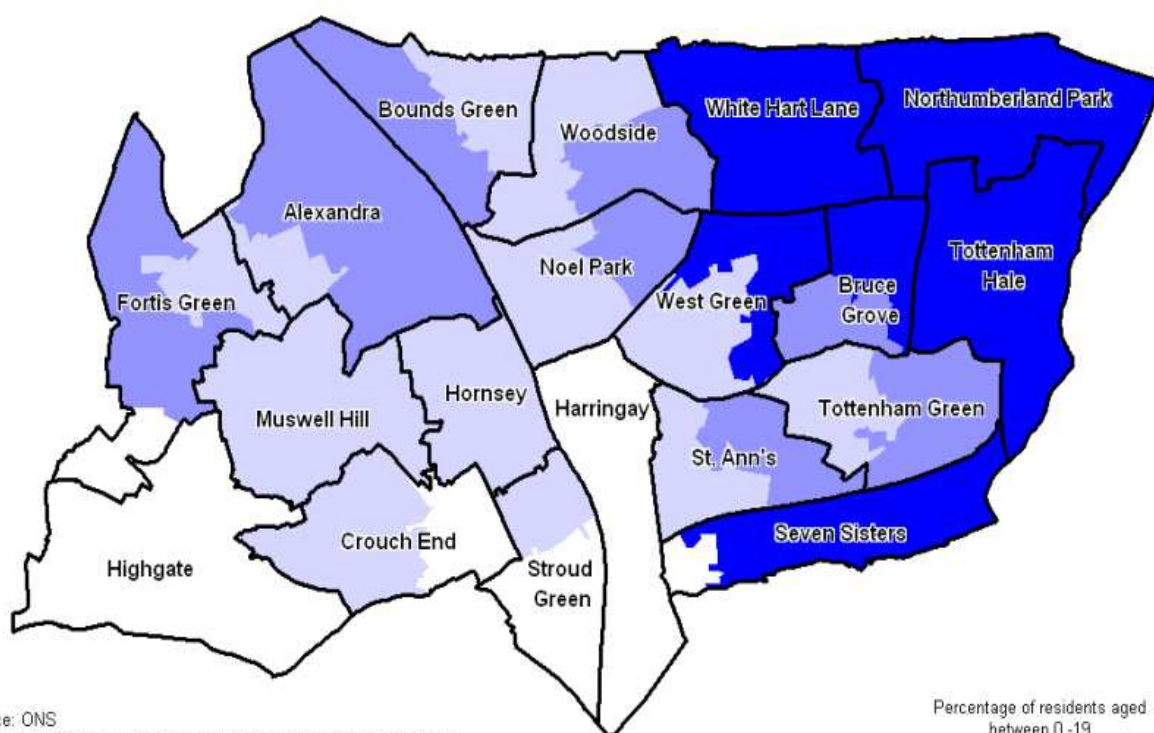 Bounds Green
Woodside
White Hart Lane
Northumberland Park
Alexandra
Fortis Green
Noel Park
West Green
Bruce
Grove
Tottenham
Hale
Muswell Hill
Hornsey
Harringay
Tottenham Green
St. Ann's
Highgate
Crouch End
Stroud
Green
Seven Sisters
ONS
Percentage of residents aged
between 0 -19